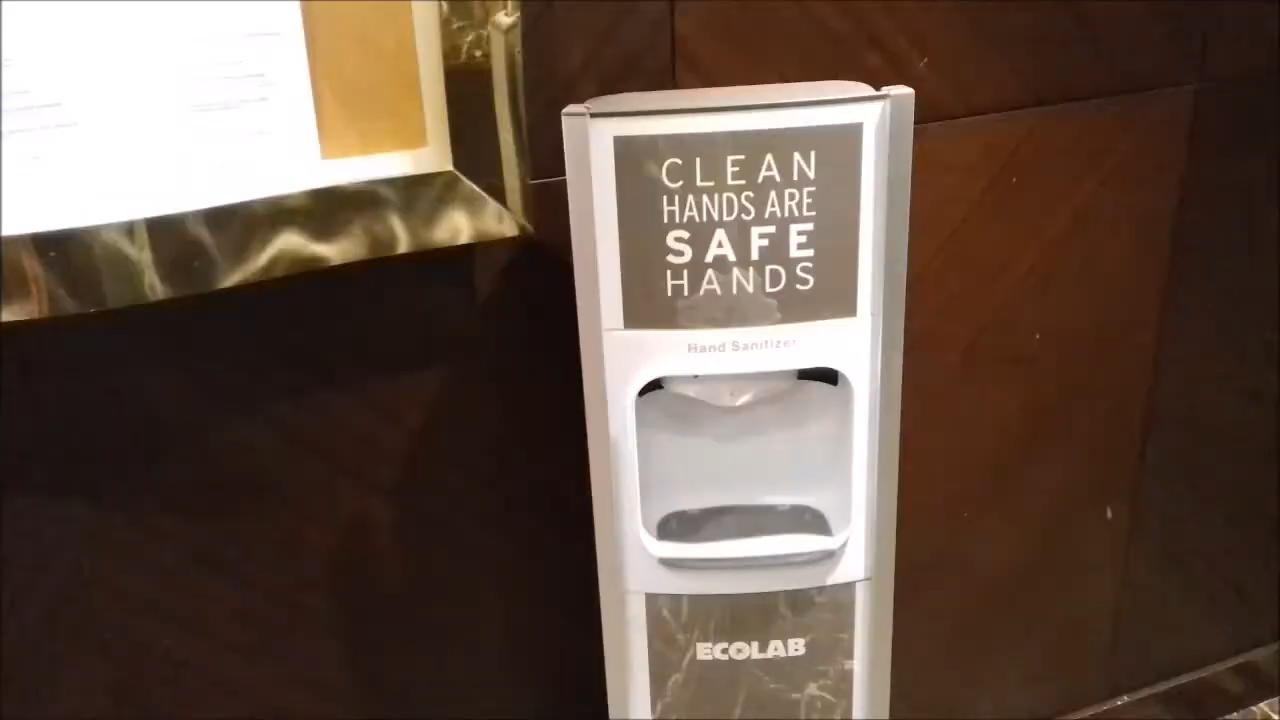 CLEAN
HANDS ARE
SAFE
HANDS
Hand Sanitizer
ECOLAB